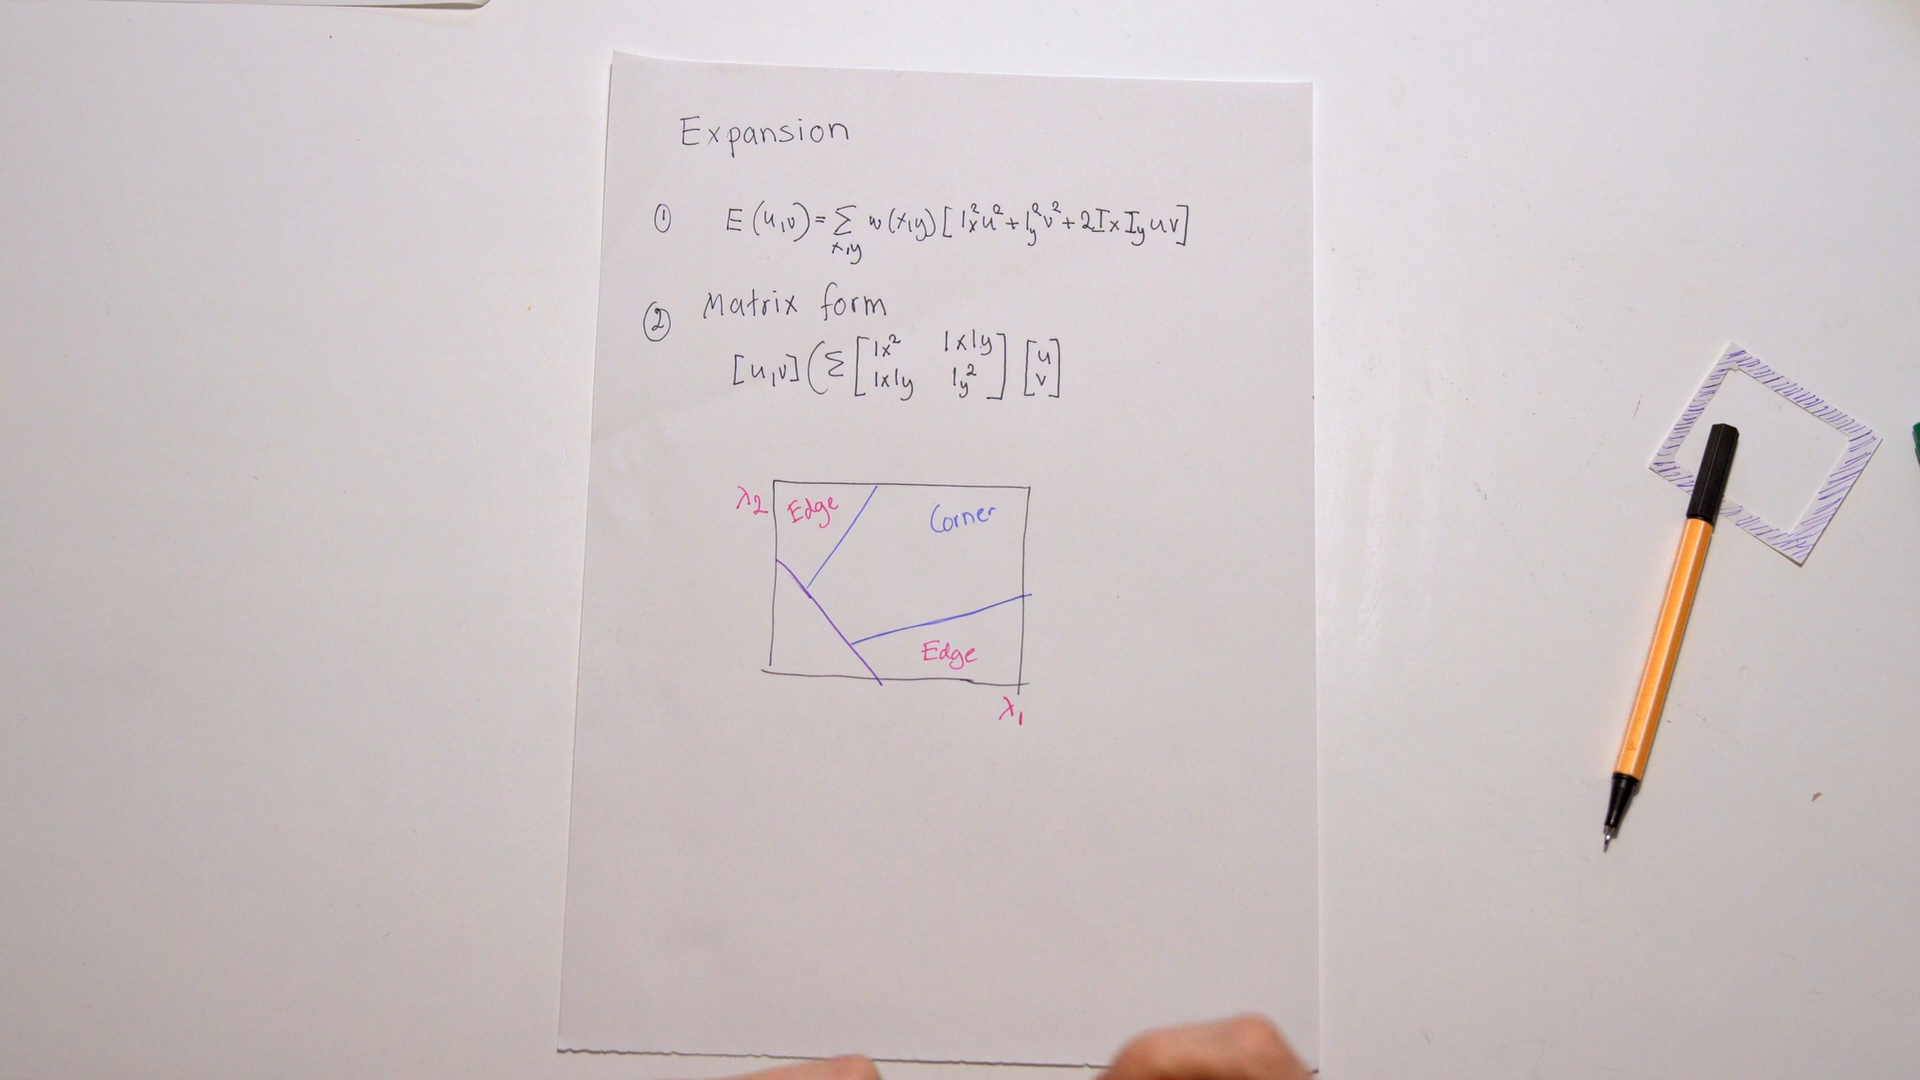 Expansion
① E(u,v) = Σ w(x,y) [Ix²u² + Iy²v² + 2IxIyuv]
x,y
② Matrix form
[u,v] (Σ [Ix² IxIy] [u]
[IxIy Iy²] [v]
λ2 Edge Corner
Edge
λ1